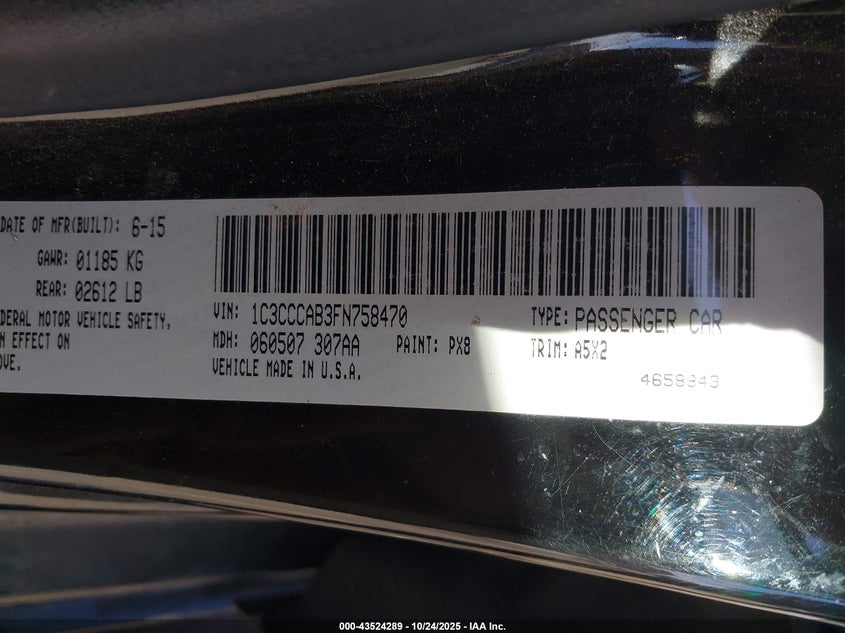 DATE OF MFR(BUILT): 6-15
GAWR: 01185 KG
REAR: 02612 LB
DERAL MOTOR VEHICLE SAFETY,
N EFFECT ON
OVE.
VIN: 1C3CCCAB3FN758470
TYPE: PASSENGER CAR
MDH: 060507 307AA
PAINT: PX8
TRIM: A5X2
VEHICLE MADE IN U.S.A.
4658343
000-43524289 - 10/24/2025 - IAA Inc.